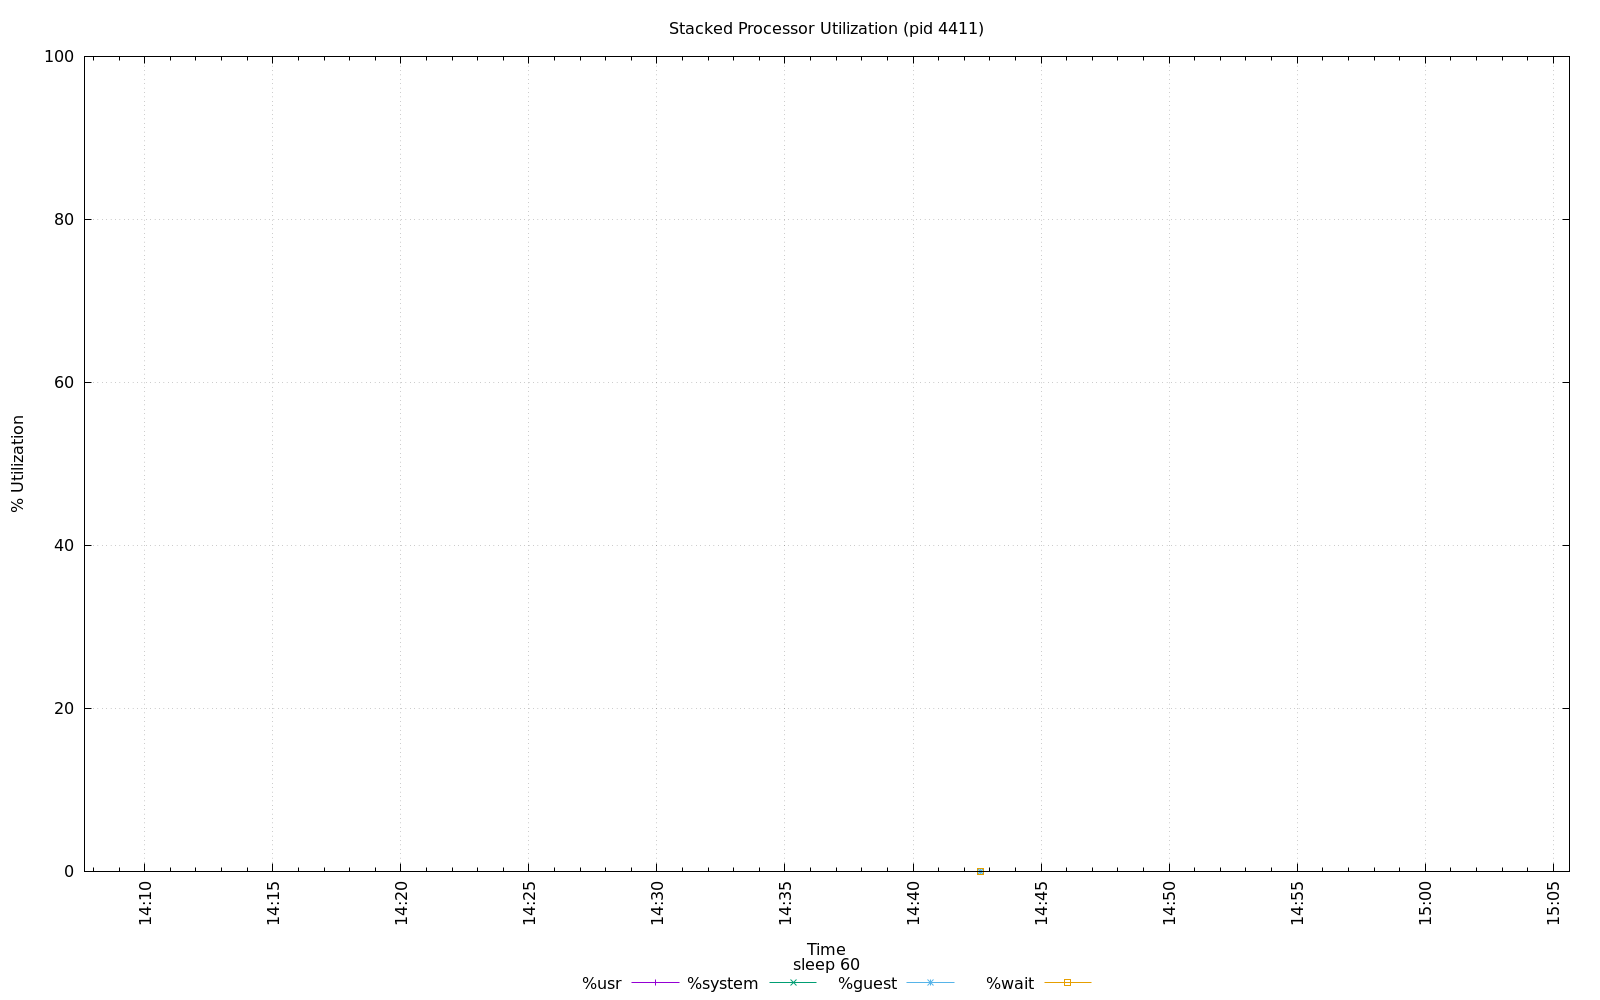 Stacked Processor Utilization (pid 4411)
100
80
60
40
20
0
% Utilization
14:10 14:15 14:20 14:25 14:30 14:35 14:40 14:45 14:50 14:55 15:00 15:05
Time
sleep 60
%usr %system %guest %wait